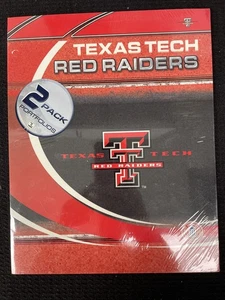 TEXAS TECH
RED RAIDERS
2 PACK
PORTFOLIOS
TEXAS TECH
RED RAIDERS